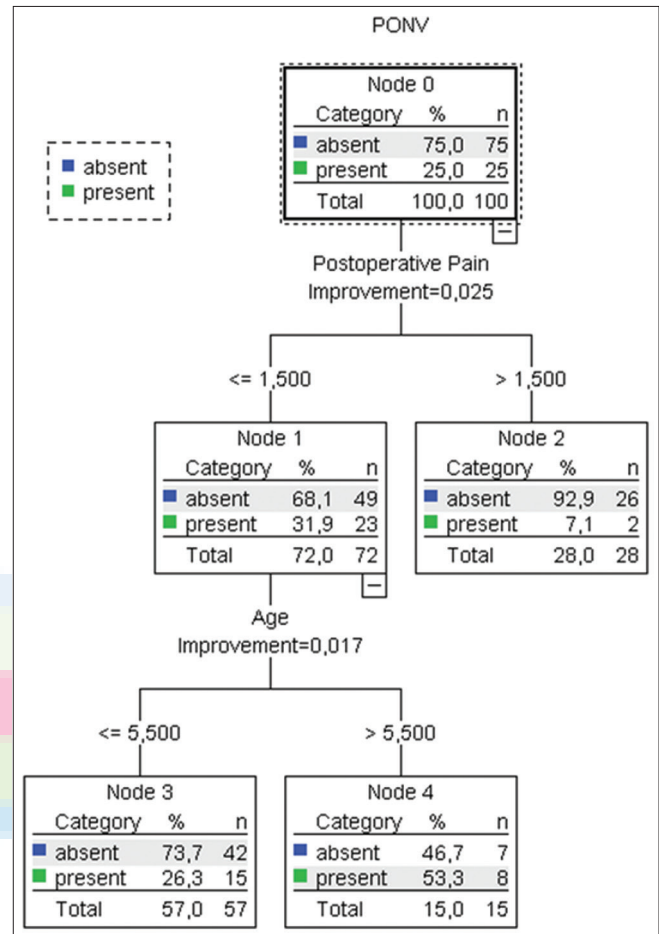 PONV
Node 0
Category % n
absent 75,0 75
present 25,0 25
Total 100,0 100
absent
present
Postoperative Pain
Improvement=0,025
<= 1,500
> 1,500
Node 1
Category % n
absent 68,1 49
present 31,9 23
Total 72,0 72
Node 2
Category % n
absent 92,9 26
present 7,1 2
Total 28,0 28
Age
Improvement=0,017
<= 5,500
> 5,500
Node 3
Category % n
absent 73,7 42
present 26,3 15
Total 57,0 57
Node 4
Category % n
absent 46,7 7
present 53,3 8
Total 15,0 15